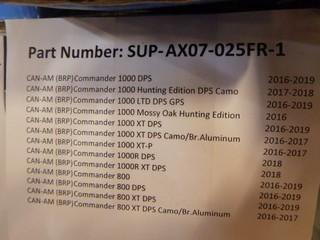 Part Number: SUP-AX07-025FR-1
CAN-AM (BRP)Commander 1000 DPS 2016-2019
CAN-AM (BRP)Commander 1000 Hunting Edition DPS Camo 2017-2018
CAN-AM (BRP)Commander 1000 LTD DPS GPS 2016-2019
CAN-AM (BRP)Commander 1000 Mossy Oak Hunting Edition 2016
CAN-AM (BRP)Commander 1000 XT DPS 2016-2019
CAN-AM (BRP)Commander 1000 XT DPS Camo/Br.Aluminum 2016-2017
CAN-AM (BRP)Commander 1000 XT-P 2016-2017
CAN-AM (BRP)Commander 1000R DPS 2018
CAN-AM (BRP)Commander 1000R XT DPS 2018
CAN-AM (BRP)Commander 800 2016-2019
CAN-AM (BRP)Commander 800 DPS 2016-2017
CAN-AM (BRP)Commander 800 XT DPS 2016-2019
CAN-AM (BRP)Commander 800 XT DPS Camo/Br.Aluminum 2016-2017